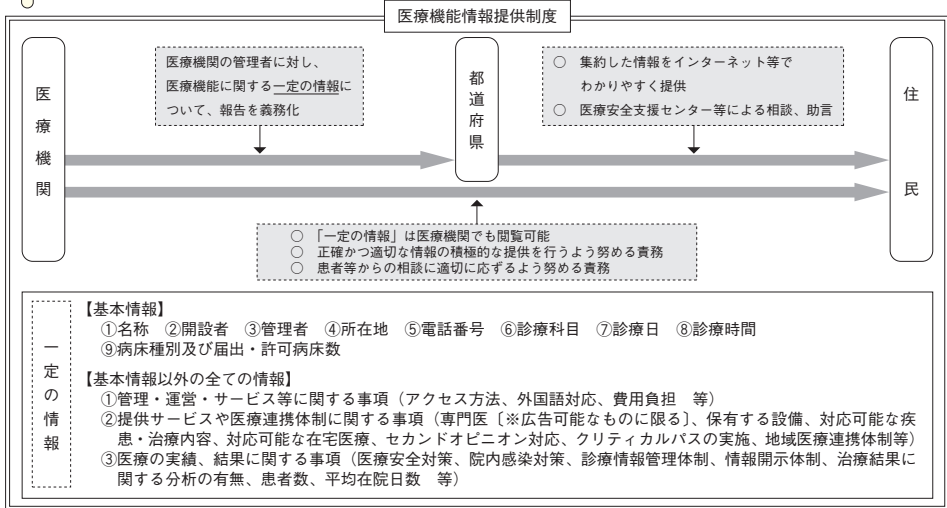 医療機能情報提供制度
医療機関
医療機関の管理者に対し、
医療機能に関する一定の情報に
ついて、報告を義務化
都道府県
○ 集約した情報をインターネット等で
わかりやすく提供
○ 医療安全支援センター等による相談、助言
住民
○ 「一定の情報」は医療機関でも閲覧可能
○ 正確かつ適切な情報の積極的な提供を行うよう努める責務
○ 患者等からの相談に適切に応ずるよう努める責務
一定の情報
【基本情報】
①名称 ②開設者 ③管理者 ④所在地 ⑤電話番号 ⑥診療科目 ⑦診療日 ⑧診療時間
⑨病床種別及び届出・許可病床数
【基本情報以外の全ての情報】
①管理・運営・サービス等に関する事項（アクセス方法、外国語対応、費用負担 等）
②提供サービスや医療連携体制に関する事項（専門医〔※広告可能なものに限る〕、保有する設備、対応可能な疾
患・治療内容、対応可能な在宅医療、セカンドオピニオン対応、クリティカルパスの実施、地域医療連携体制等）
③医療の実績、結果に関する事項（医療安全対策、院内感染対策、診療情報管理体制、情報開示体制、治療結果に
関する分析の有無、患者数、平均在院日数 等）